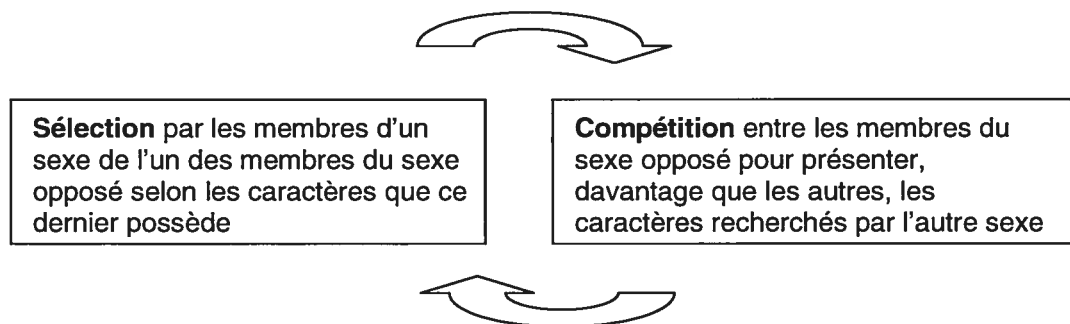 Sélection par les membres d'un
sexe de l'un des membres du sexe
opposé selon les caractères que ce
dernier possède
Compétition entre les membres du
sexe opposé pour présenter,
davantage que les autres, les
caractères recherchés par l'autre sexe